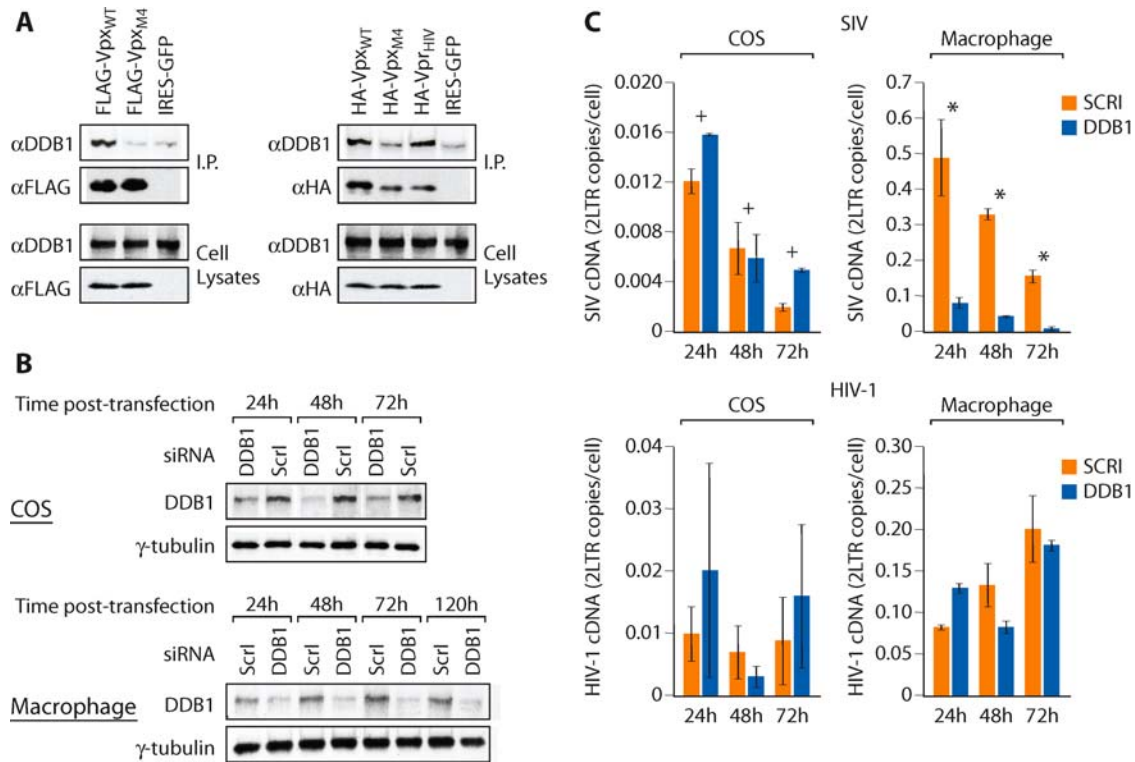 A
FLAG-VpxWT
FLAG-VpxM4
IRES-GFP
αDDB1
αFLAG
I.P.
αDDB1
αFLAG
Cell
Lysates
HA-VpxWT
HA-VpxM4
HA-VprHIV
IRES-GFP
αDDB1
αHA
I.P.
αDDB1
αHA
Cell
Lysates
B
Time post-transfection 24h 48h 72h
siRNA DDB1 Scrl DDB1 Scrl DDB1 Scrl
COS
DDB1
γ-tubulin
Time post-transfection 24h 48h 72h 120h
siRNA Scrl DDB1 Scrl DDB1 Scrl DDB1 Scrl DDB1
Macrophage
DDB1
γ-tubulin
C
SIV
COS
SIV cDNA (2LTR copies/cell)
0.020
0.016
0.012
0.008
0.004
0
+ + +
24h 48h 72h
Macrophage
SIV cDNA (2LTR copies/cell)
0.7
0.6
0.5
0.4
0.3
0.2
0.1
0
* * *
24h 48h 72h
SCRI
DDB1
HIV-1
COS
HIV-1 cDNA (2LTR copies/cell)
0.04
0.03
0.02
0.01
0
24h 48h 72h
Macrophage
HIV-1 cDNA (2LTR copies/cell)
0.30
0.25
0.20
0.15
0.10
0.05
0.00
24h 48h 72h
SCRI
DDB1